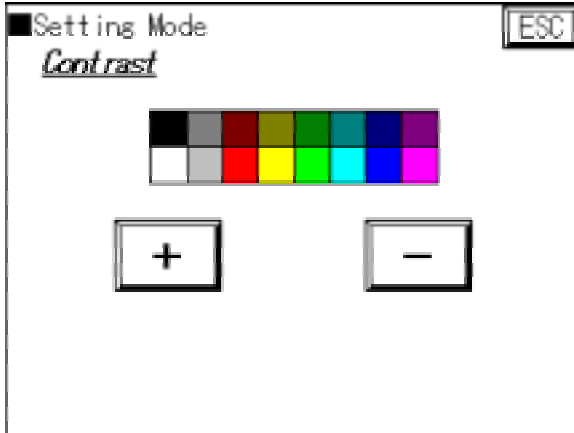 ■Setting Mode
ESC
Contrast
+
−